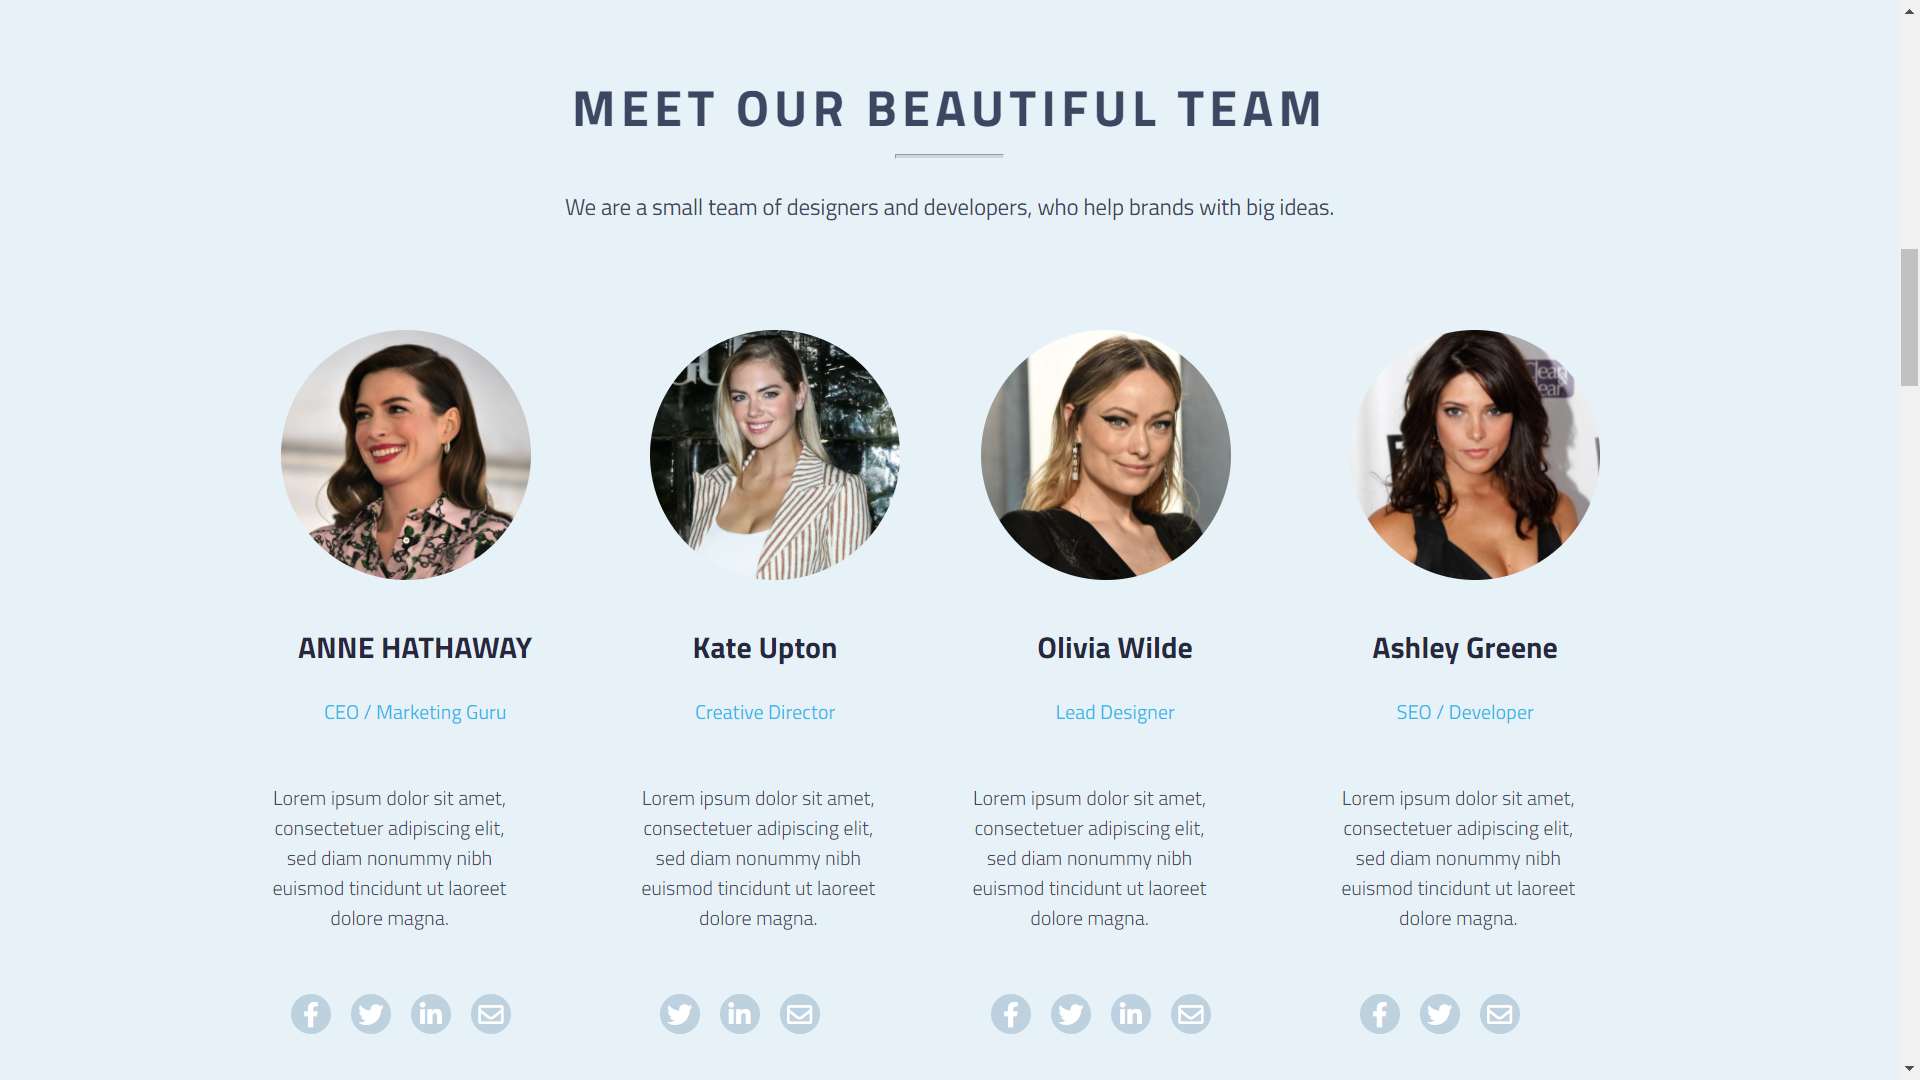 MEET OUR BEAUTIFUL TEAM
We are a small team of designers and developers, who help brands with big ideas.
ANNE HATHAWAY
CEO / Marketing Guru
Lorem ipsum dolor sit amet,
consectetuer adipiscing elit,
sed diam nonummy nibh
euismod tincidunt ut laoreet
dolore magna.
Kate Upton
Creative Director
Lorem ipsum dolor sit amet,
consectetuer adipiscing elit,
sed diam nonummy nibh
euismod tincidunt ut laoreet
dolore magna.
Olivia Wilde
Lead Designer
Lorem ipsum dolor sit amet,
consectetuer adipiscing elit,
sed diam nonummy nibh
euismod tincidunt ut laoreet
dolore magna.
Ashley Greene
SEO / Developer
Lorem ipsum dolor sit amet,
consectetuer adipiscing elit,
sed diam nonummy nibh
euismod tincidunt ut laoreet
dolore magna.